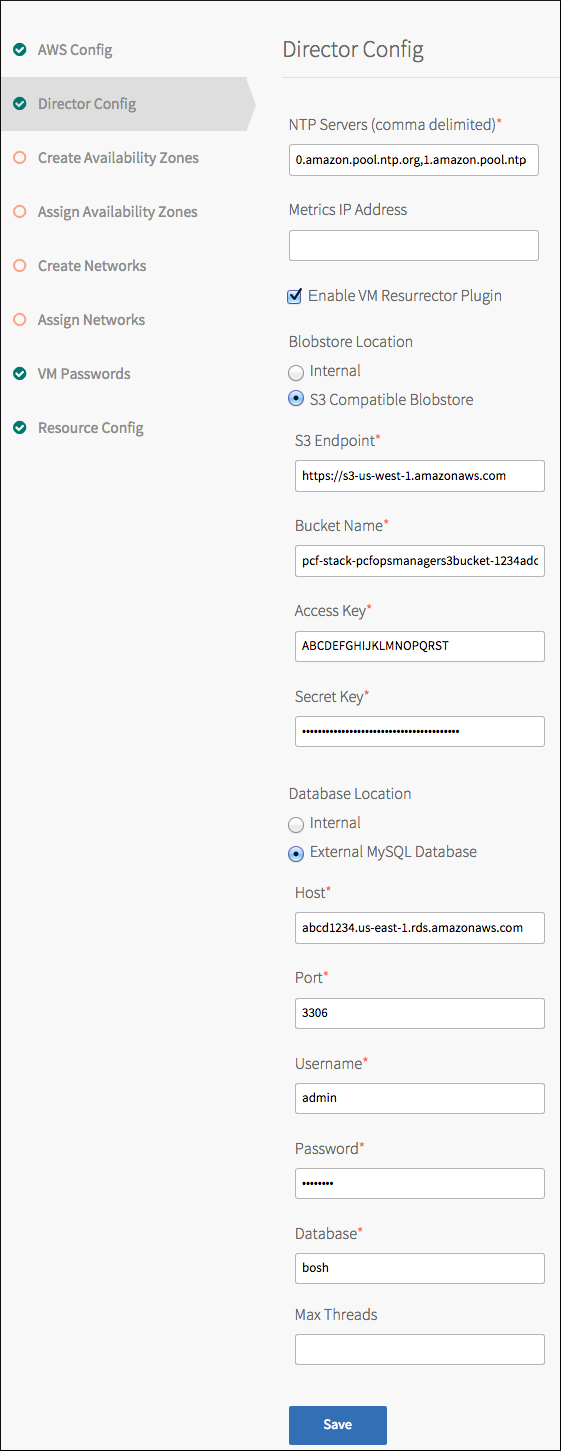 AWS Config
Director Config
Create Availability Zones
Assign Availability Zones
Create Networks
Assign Networks
VM Passwords
Resource Config
Director Config
NTP Servers (comma delimited)*
0.amazon.pool.ntp.org,1.amazon.pool.ntp
Metrics IP Address
Enable VM Resurrector Plugin
Blobstore Location
Internal
S3 Compatible Blobstore
S3 Endpoint*
https://s3-us-west-1.amazonaws.com
Bucket Name*
pcf-stack-pcfopsmanagers3bucket-1234adc
Access Key*
ABCDEFGHIJKLMNOPQRST
Secret Key*
Database Location
Internal
External MySQL Database
Host*
abcd1234.us-east-1.rds.amazonaws.com
Port*
3306
Username*
admin
Password*
Database*
bosh
Max Threads
Save